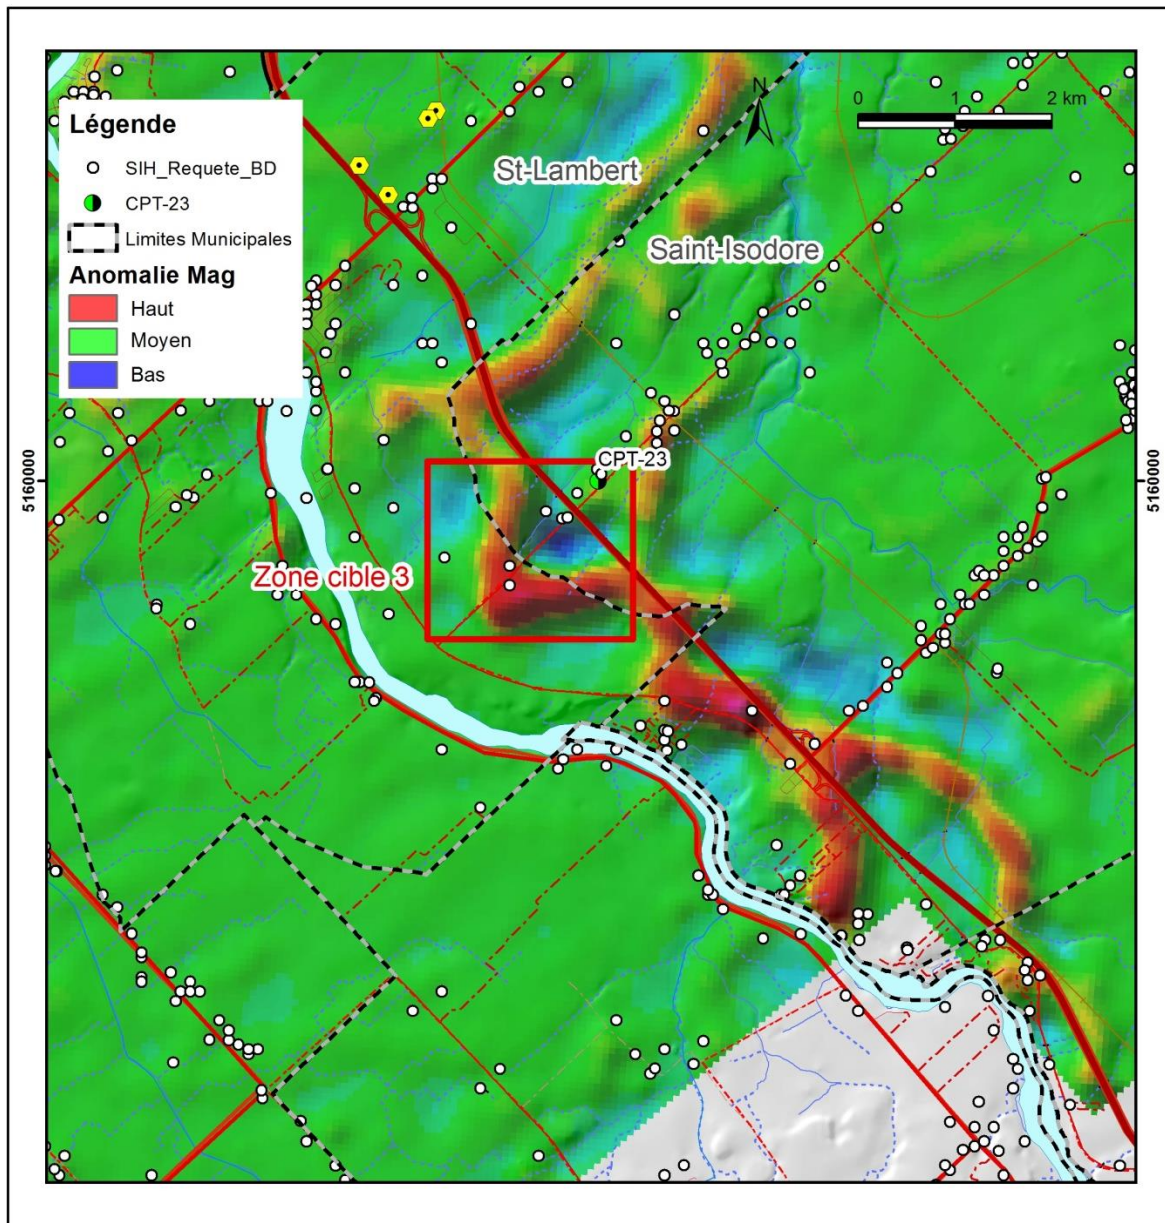 N
0 1 2 km
Légende
SIH_Requete_BD
CPT-23
Limites Municipales
Anomalie Mag
Haut
Moyen
Bas
St-Lambert
Saint-Isodore
CPT-23
5160000
5160000
Zone cible 3